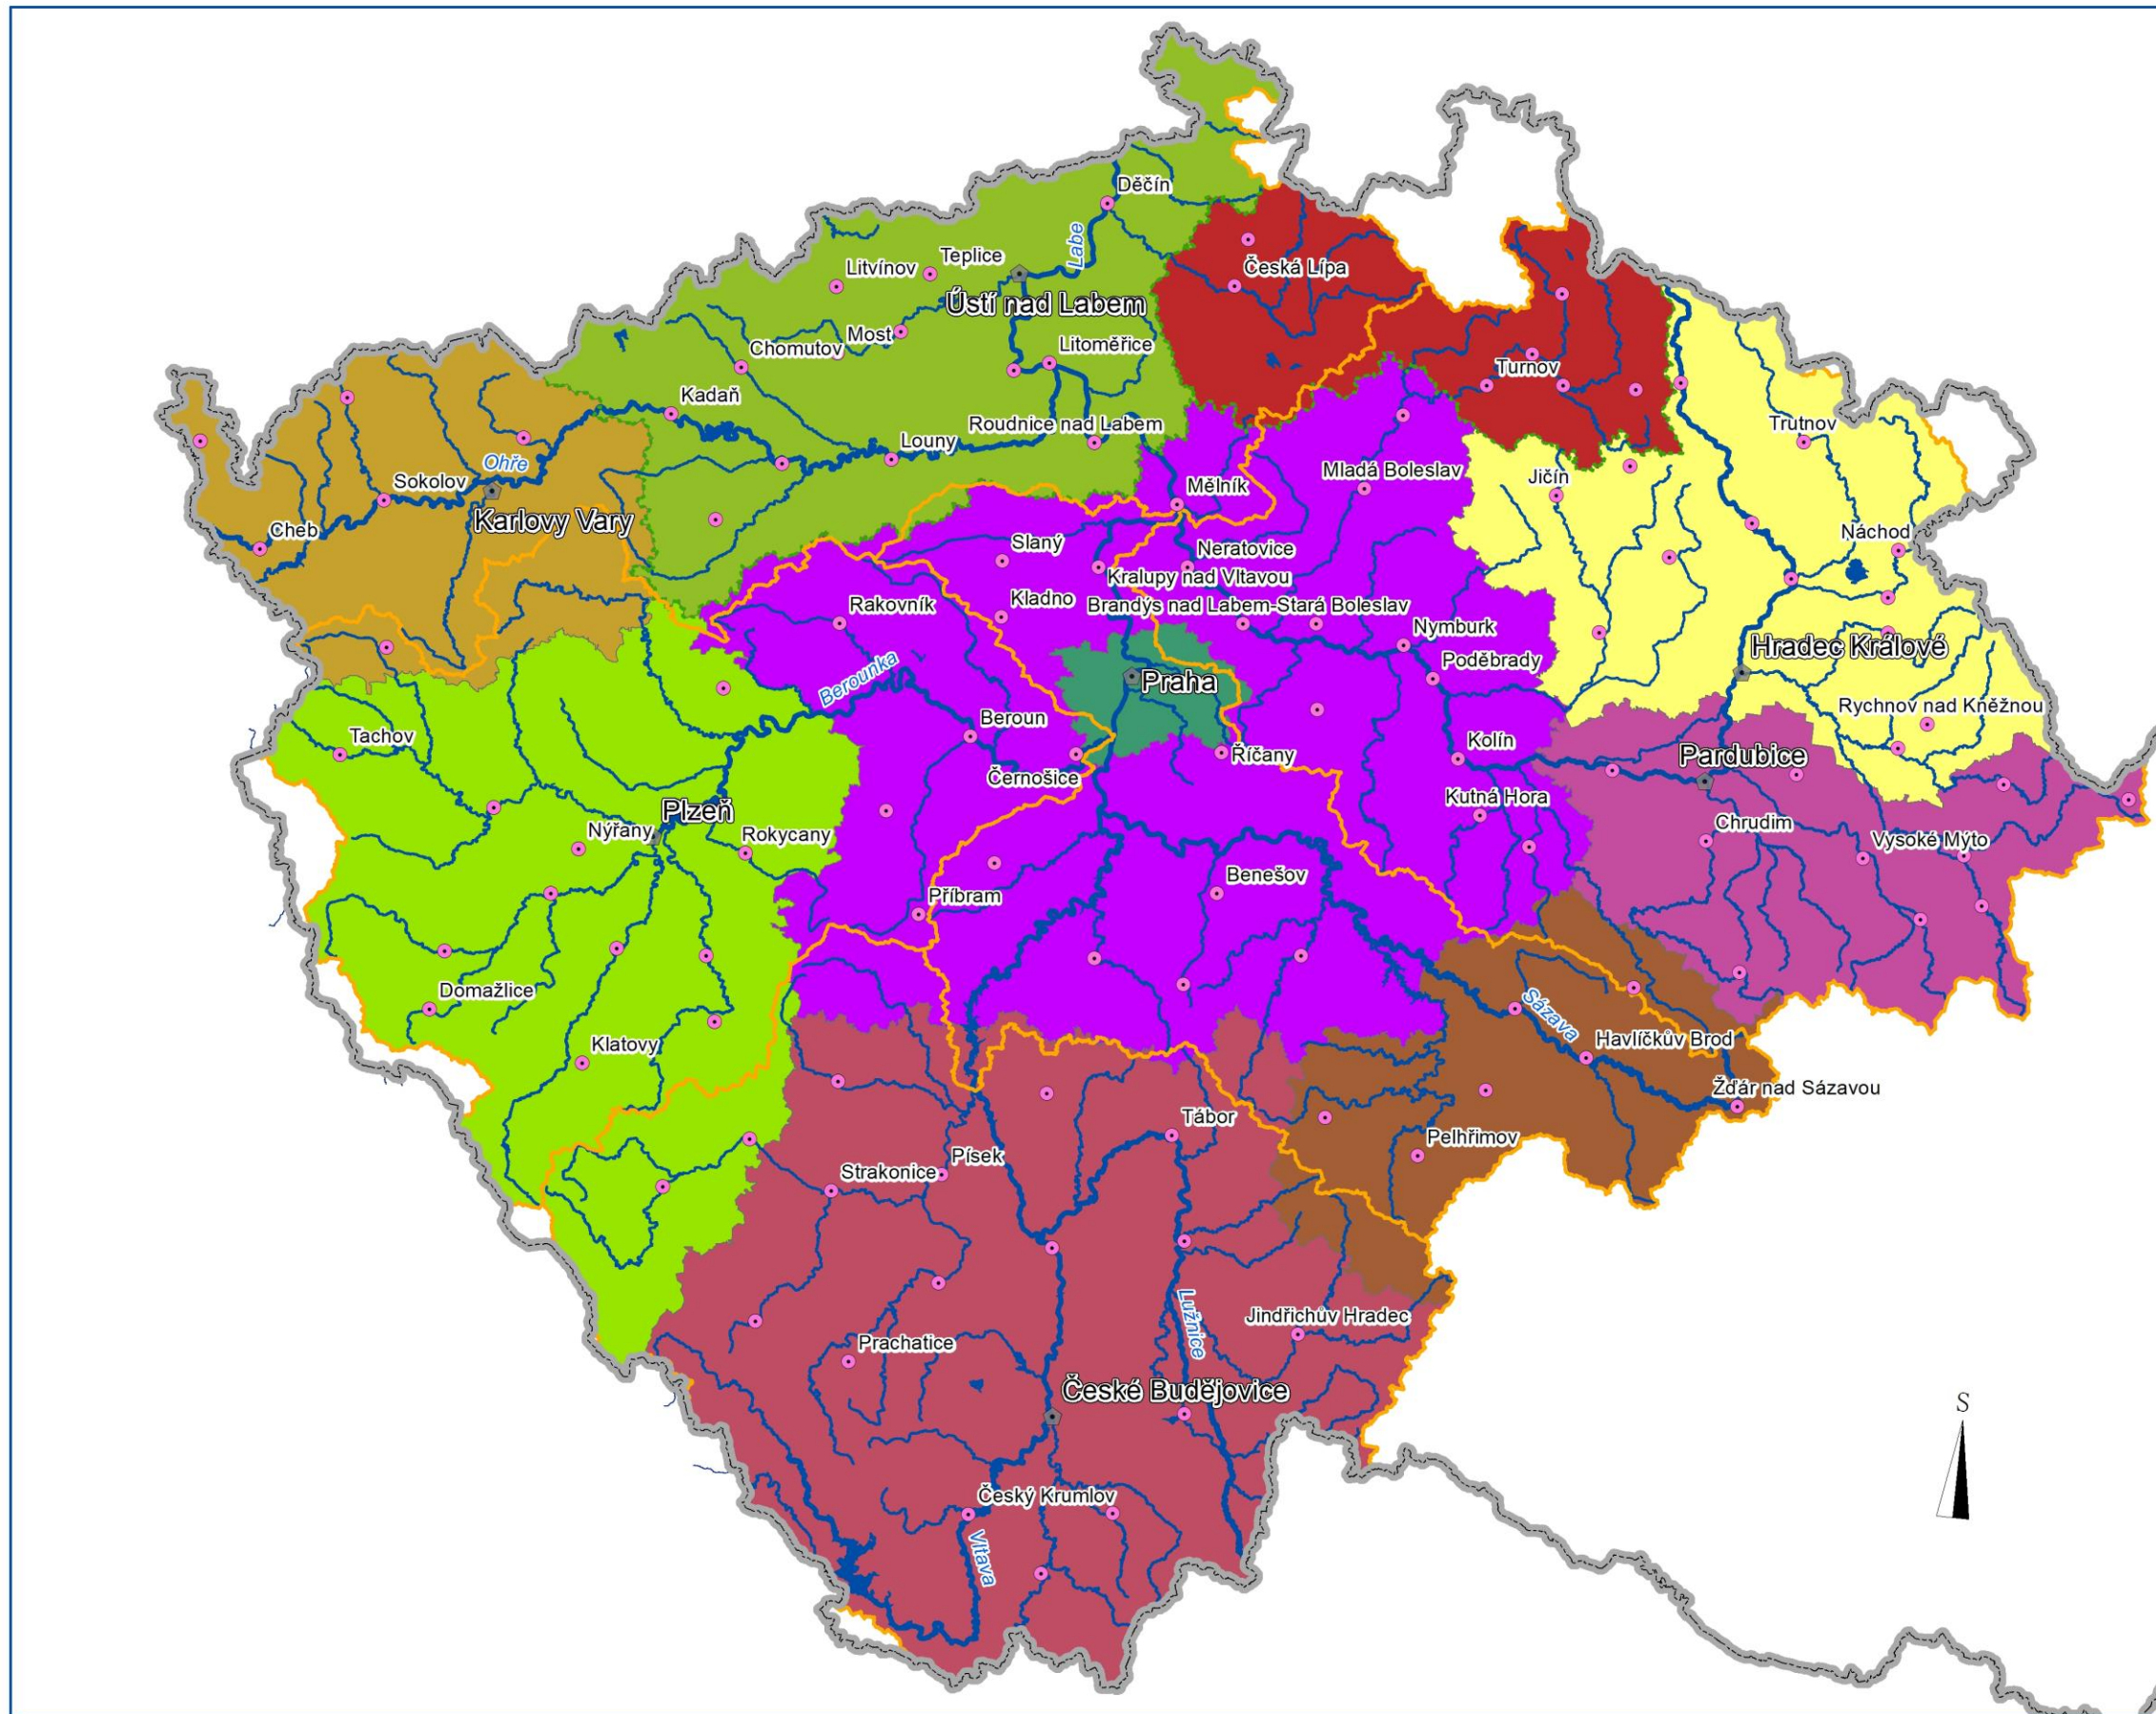 Děčín
Labe
Teplice
Litvínov
Česká Lípa
Ústí nad Labem
Most
Chomutov
Litoměřice
Turnov
Kadaň
Roudnice nad Labem
Trutnov
Louny
Ohře
Mladá Boleslav
Jičín
Sokolov
Mělník
Karlovy Vary
Cheb
Náchod
Slaný
Neratovice
Kralupy nad Vltavou
Rakovník
Kladno
Brandýs nad Labem-Stará Boleslav
Nymburk
Hradec Králové
Poděbrady
Berounka
Praha
Rychnov nad Kněžnou
Beroun
Tachov
Kolín
Říčany
Pardubice
Černošice
Kutná Hora
Plzeň
Chrudim
Nýřany
Rokycany
Vysoké Mýto
Benešov
Příbram
Domažlice
Sázava
Havlíčkův Brod
Klatovy
Žďár nad Sázavou
Tábor
Pelhřimov
Písek
Strakonice
Lužnice
Jindřichův Hradec
Prachatice
České Budějovice
S
Český Krumlov
Vltava